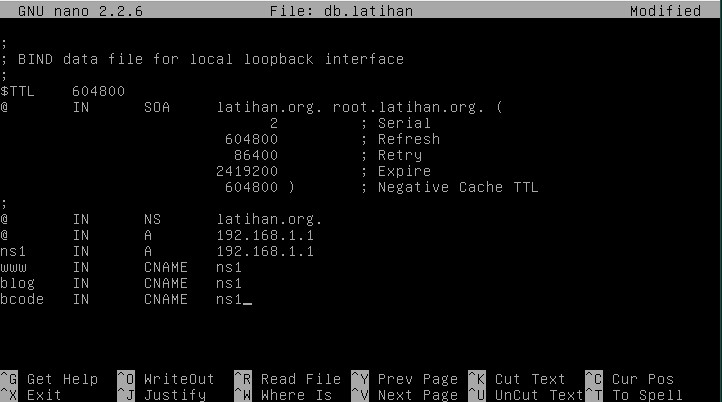 GNU nano 2.2.6 File: db.latihan Modified
;
; BIND data file for local loopback interface
;
$TTL 604800
@ IN SOA latihan.org. root.latihan.org. (
2 ; Serial
604800 ; Refresh
86400 ; Retry
2419200 ; Expire
604800 ) ; Negative Cache TTL
;
@ IN NS latihan.org.
@ IN A 192.168.1.1
ns1 IN A 192.168.1.1
www IN CNAME ns1
blog IN CNAME ns1
bcode IN CNAME ns1_
^G Get Help ^O WriteOut ^R Read File ^Y Prev Page ^K Cut Text ^C Cur Pos
^X Exit ^J Justify ^W Where Is ^V Next Page ^U UnCut Text ^T To Spell